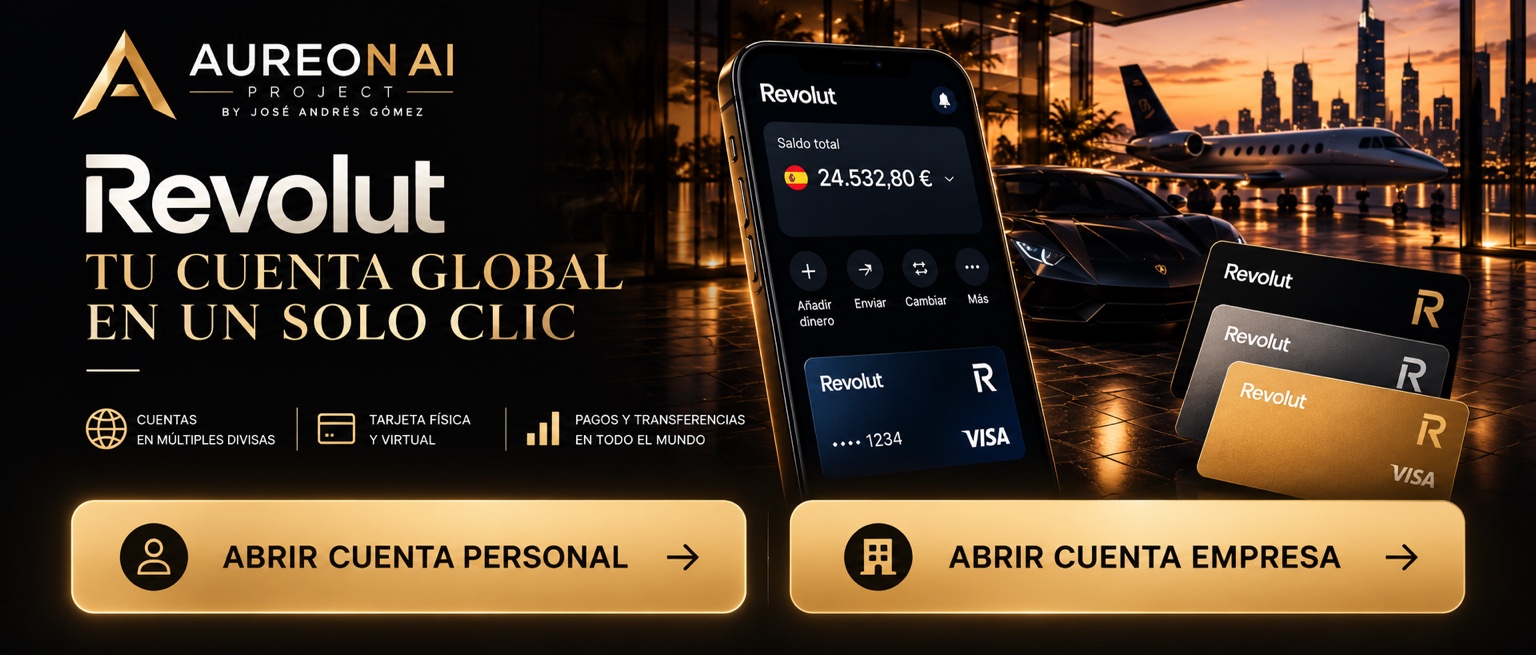 AUREON AI
PROJECT
BY JOSÉ ANDRÉS GÓMEZ
Revolut
TU CUENTA GLOBAL
EN UN SOLO CLIC
CUENTAS
EN MÚLTIPLES DIVISAS
TARJETA FÍSICA
Y VIRTUAL
PAGOS Y TRANSFERENCIAS
EN TODO EL MUNDO
Revolut
Saldo total
24.532,80 €
Añadir
dinero
Enviar
Cambiar
Más
Revolut
R
•••• 1234
VISA
Revolut
R
Revolut
R
Revolut
R
VISA
ABRIR CUENTA PERSONAL →
ABRIR CUENTA EMPRESA →